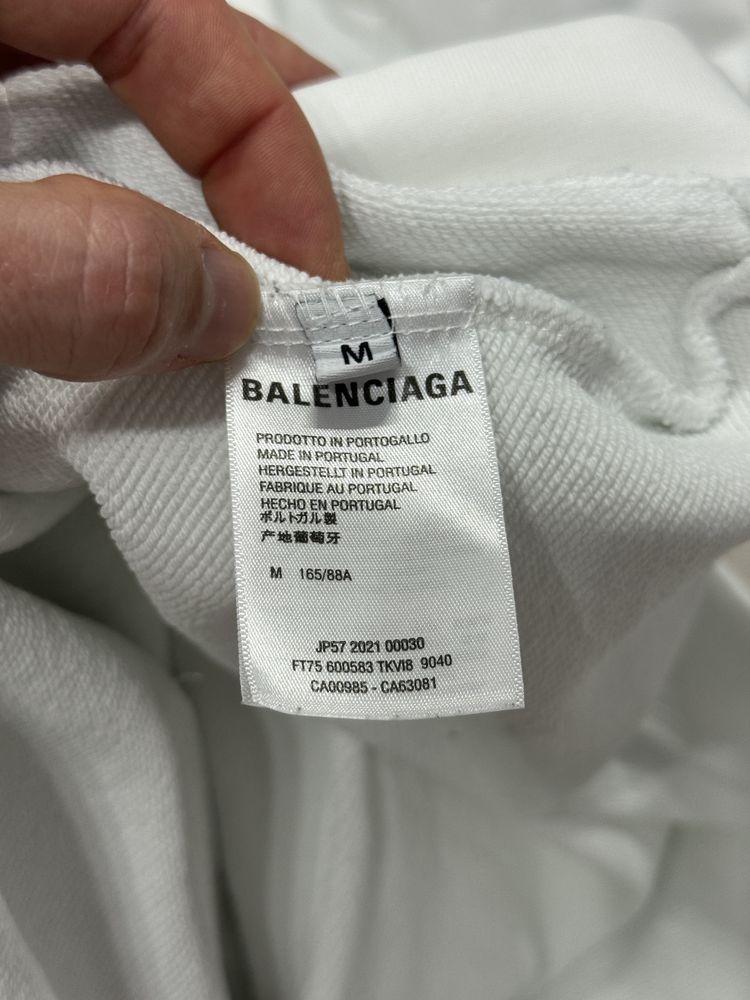 M
BALENCIAGA
PRODOTTO IN PORTOGALLO
MADE IN PORTUGAL
HERGESTELLT IN PORTUGAL
FABRIQUE AU PORTUGAL
HECHO EN PORTUGAL
ポルトガル製
产地葡萄牙
M 165/88A
JP57 2021 00030
FT75 600583 TKVI8 9040
CA00985 - CA63081